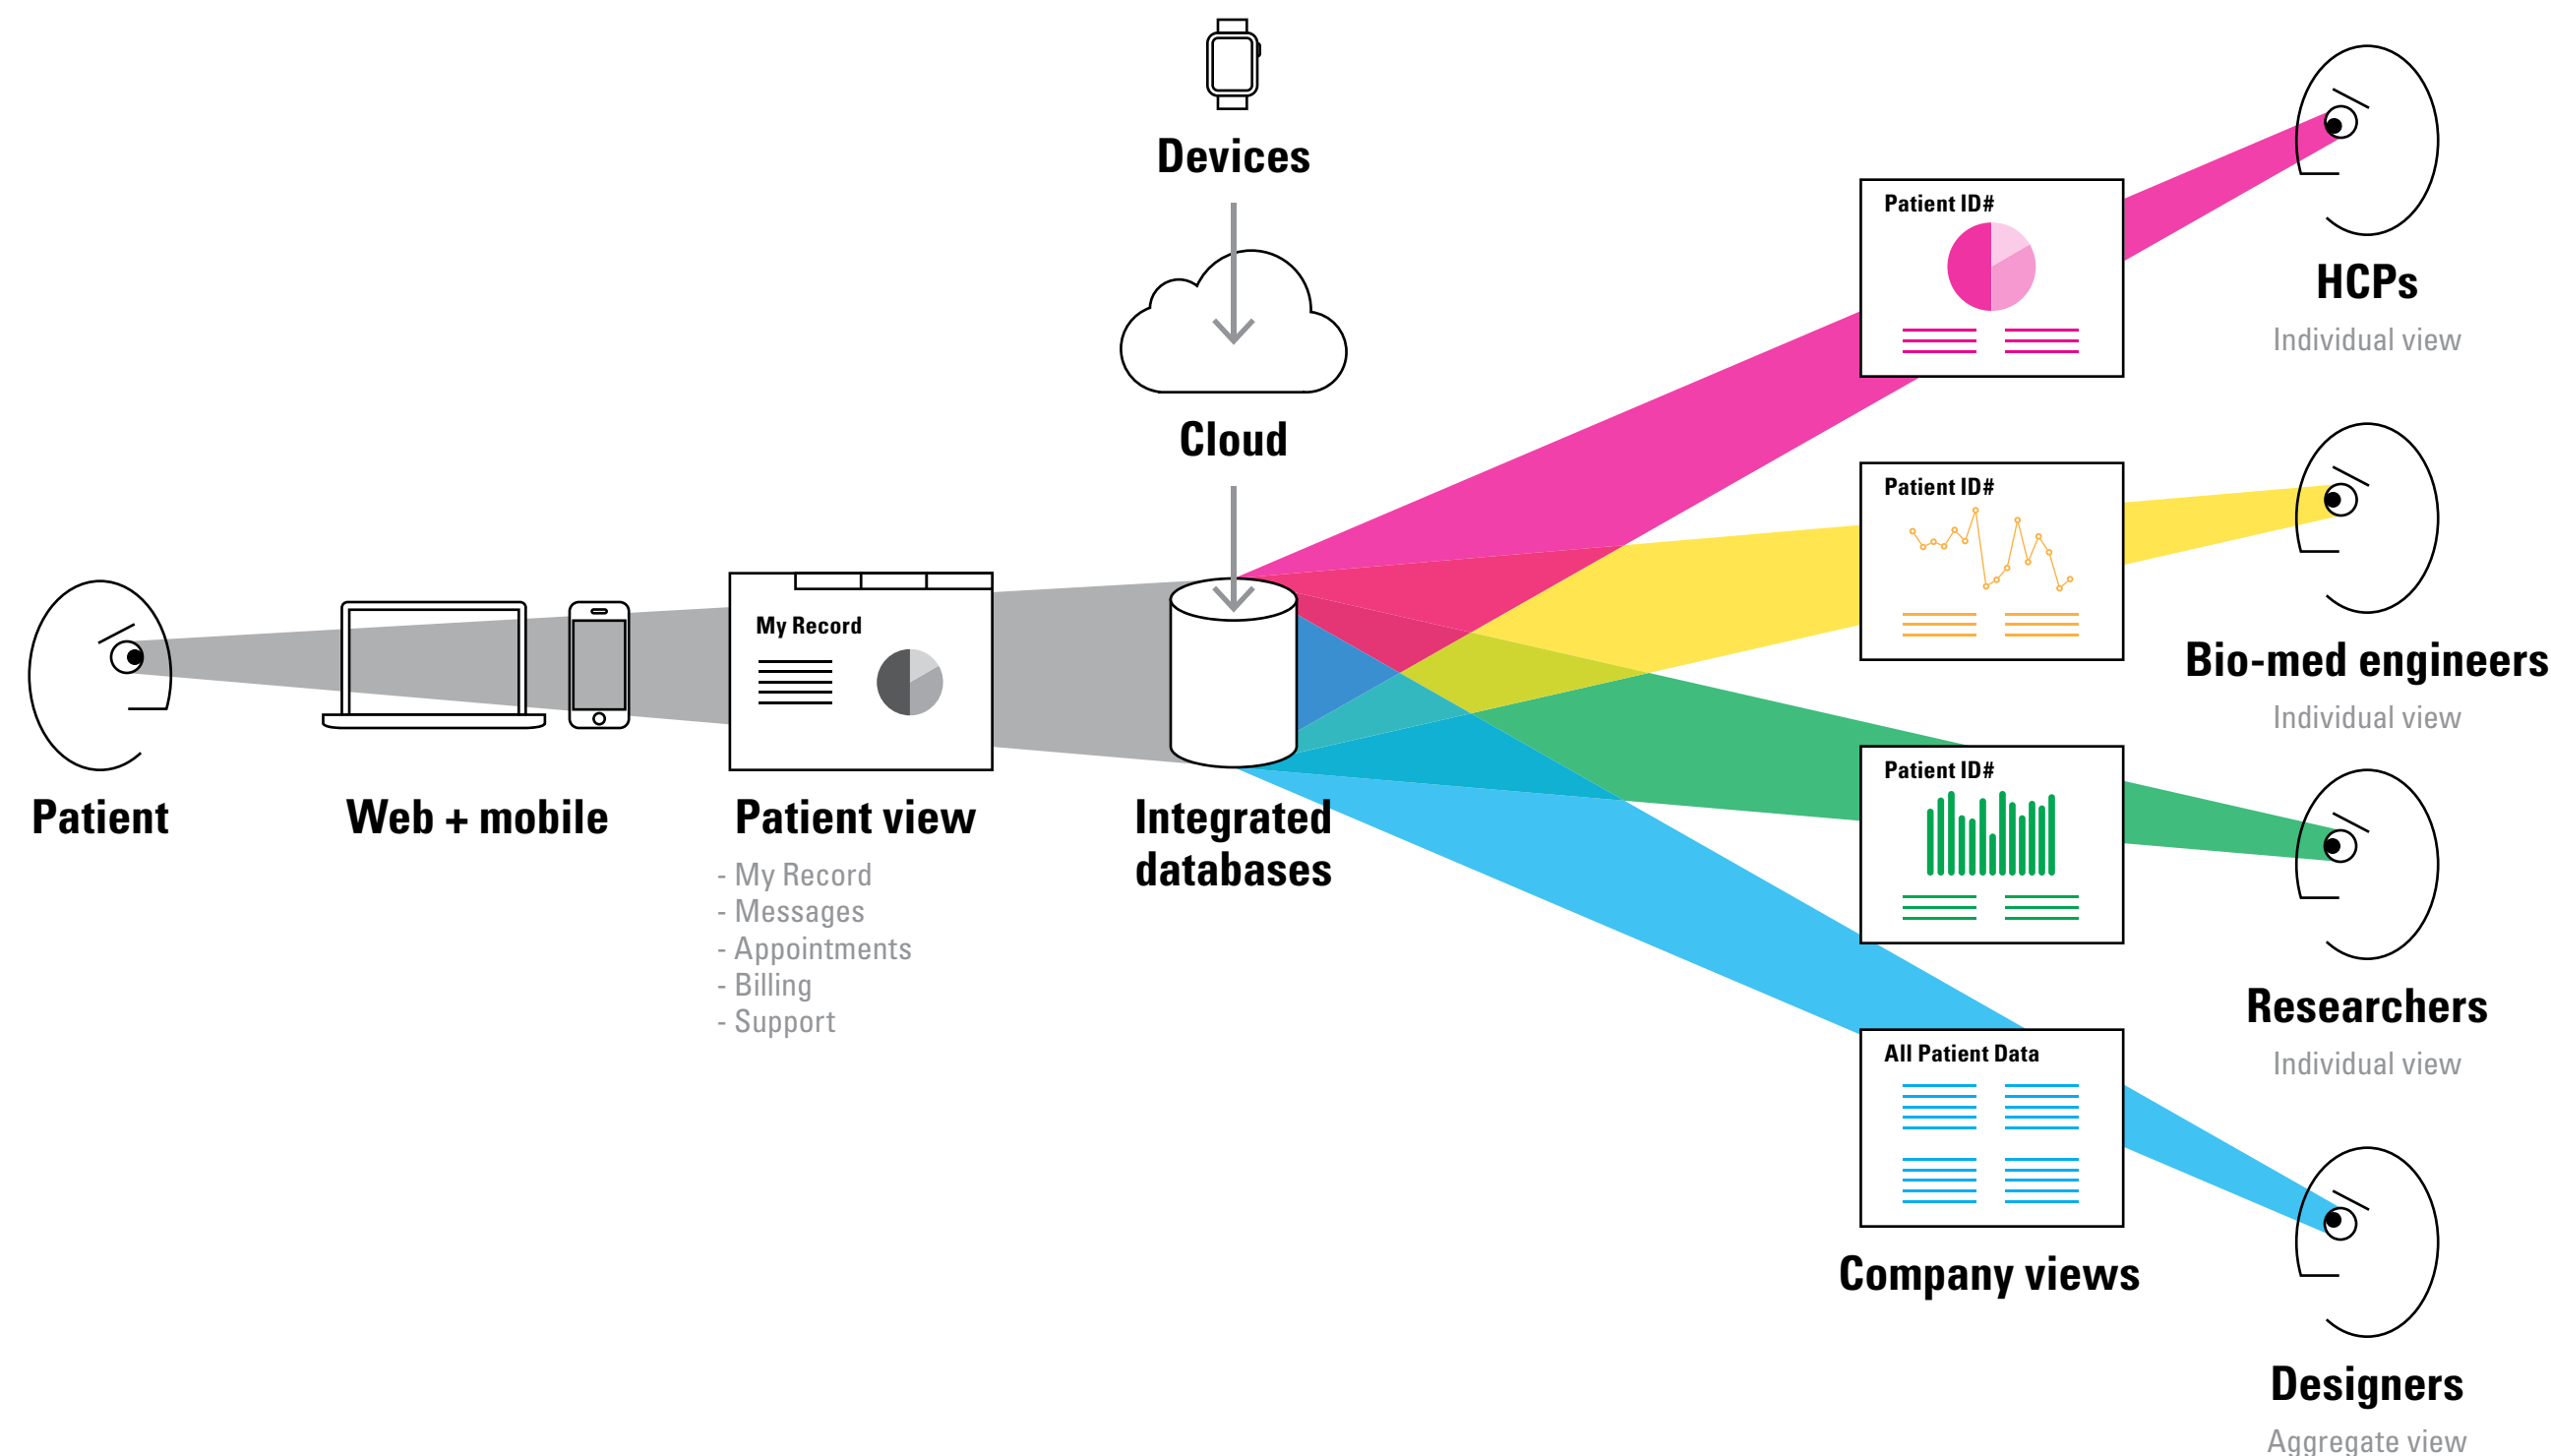 Devices
Cloud
Patient
Web + mobile
My Record
Patient view
- My Record
- Messages
- Appointments
- Billing
- Support
Integrated
databases
Patient ID#
HCPs
Individual view
Patient ID#
Bio-med engineers
Individual view
Patient ID#
Researchers
Individual view
All Patient Data
Company views
Designers
Aggregate view